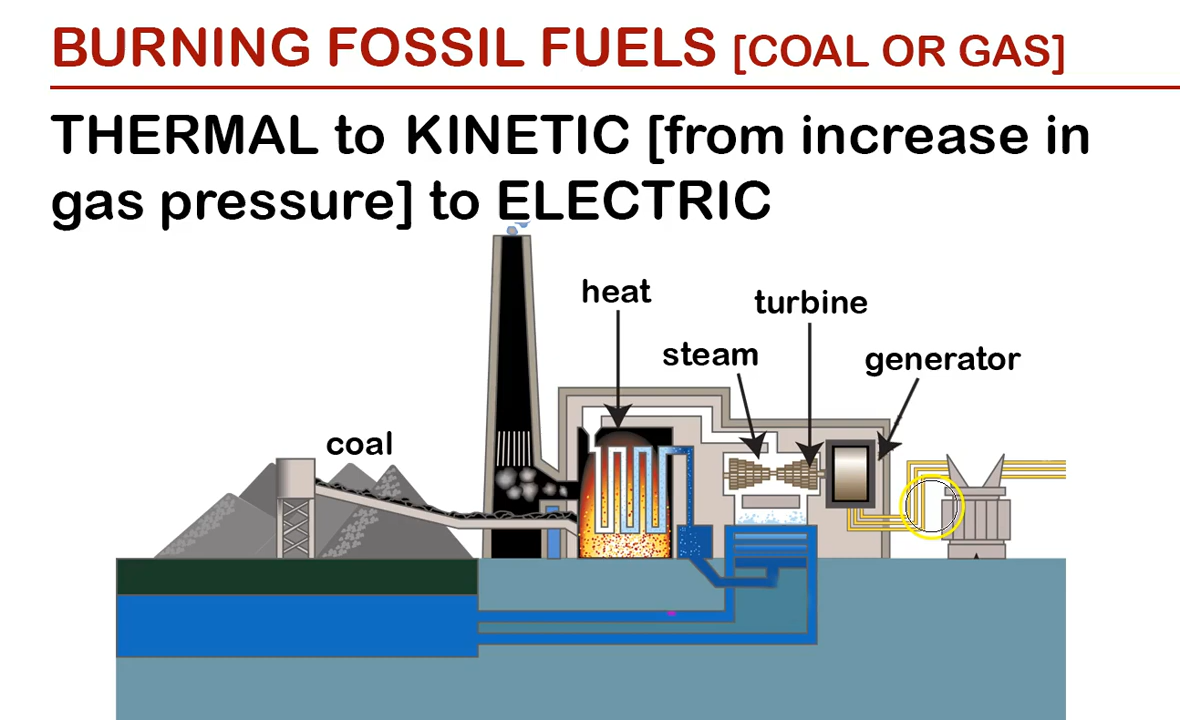 BURNING FOSSIL FUELS [COAL OR GAS]
THERMAL to KINETIC [from increase in
gas pressure] to ELECTRIC
heat
turbine
steam
generator
coal